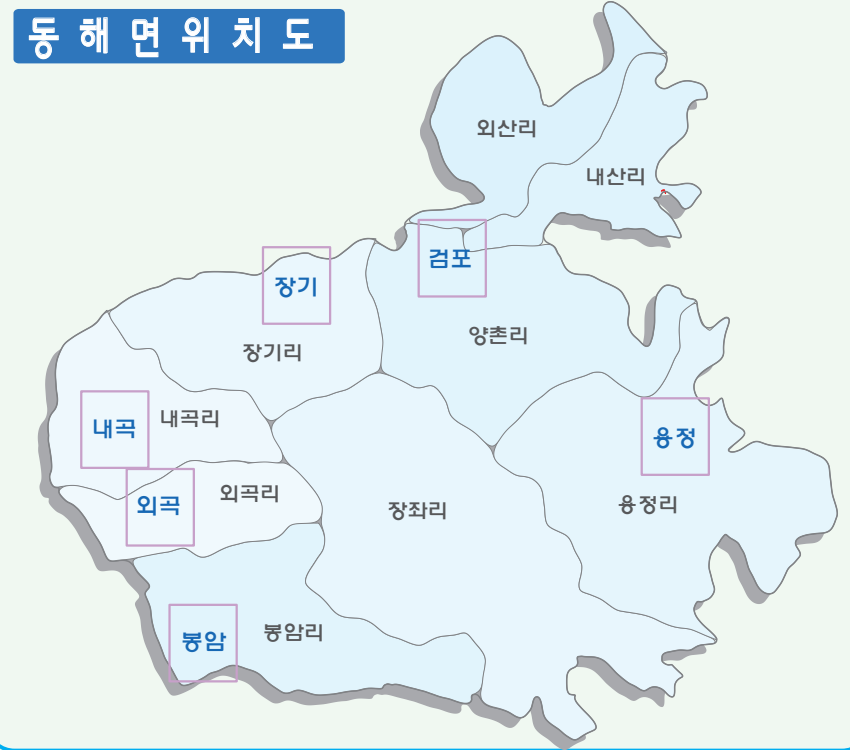 동해면위치도
외산리
내산리
검포
장기
양촌리
장기리
내곡리
내곡
용정
외곡리
외곡
용정리
장좌리
봉암리
봉암